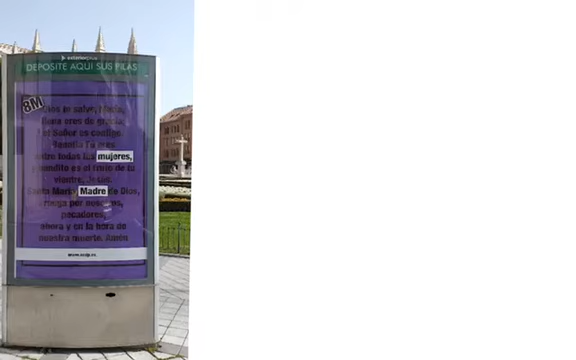 DEPOSITE AQUI SUS PILAS
8M
Dios te salve, María,
llena eres de gracia,
el Señor es contigo.
Bendita Tú eres
entre todas las mujeres,
y bendito es el fruto de tu
vientre, Jesús.
Santa María, Madre de Dios,
ruega por nosotros,
pecadores,
ahora y en la hora de
nuestra muerte. Amén